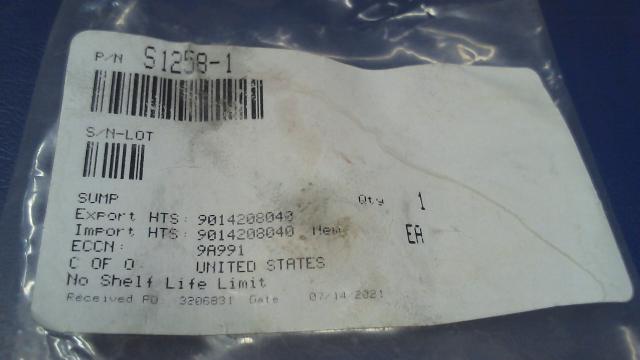 P/N S1258-1
S/N-LOT
SUMP Qty 1
Export HTS: 9014208040
Import HTS: 9014208040 New EA
ECCN: 9A991
C OF O: UNITED STATES
No Shelf Life Limit
Received PO 3206831 Date 07/14/2021